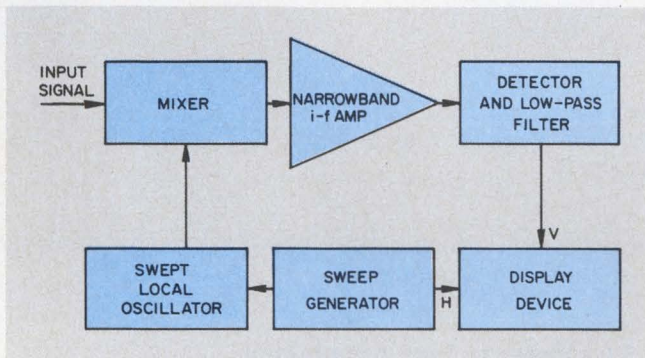 INPUT
SIGNAL
MIXER
NARROWBAND
i-f AMP
DETECTOR
AND LOW-PASS
FILTER
V
SWEPT
LOCAL
OSCILLATOR
SWEEP
GENERATOR
H
DISPLAY
DEVICE